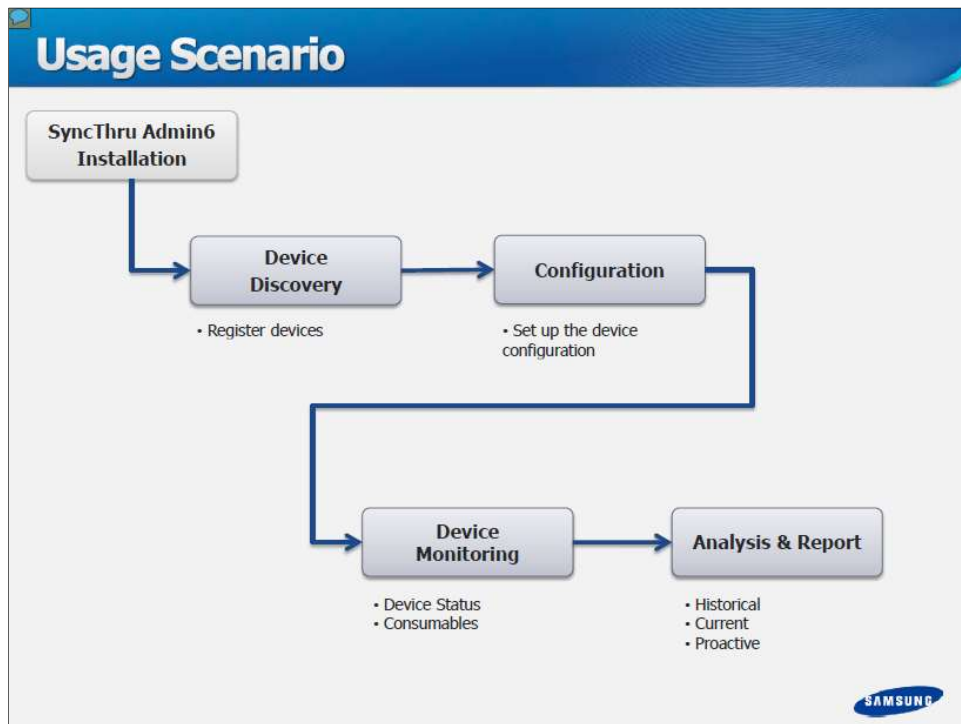 Usage Scenario
SyncThru Admin6
Installation
Device
Discovery
• Register devices
Configuration
• Set up the device
configuration
Device
Monitoring
• Device Status
• Consumables
Analysis & Report
• Historical
• Current
• Proactive
SAMSUNG